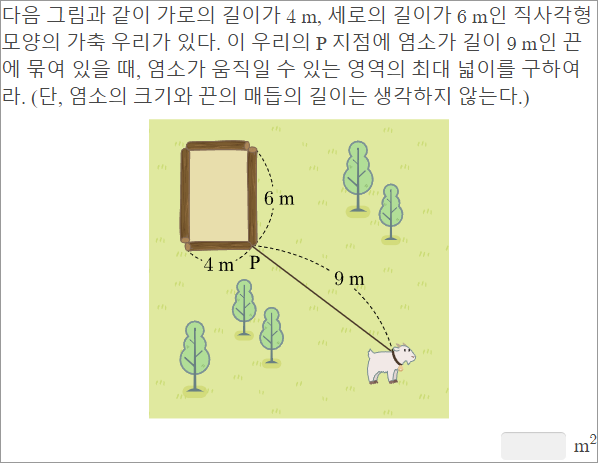 다음 그림과 같이 가로의 길이가 4 m, 세로의 길이가 6 m인 직사각형
모양의 가축 우리가 있다. 이 우리의 P 지점에 염소가 길이 9 m인 끈
에 묶여 있을 때, 염소가 움직일 수 있는 영역의 최대 넓이를 구하여
라. (단, 염소의 크기와 끈의 매듭의 길이는 생각하지 않는다.)
6 m
4 m
P
9 m
m²